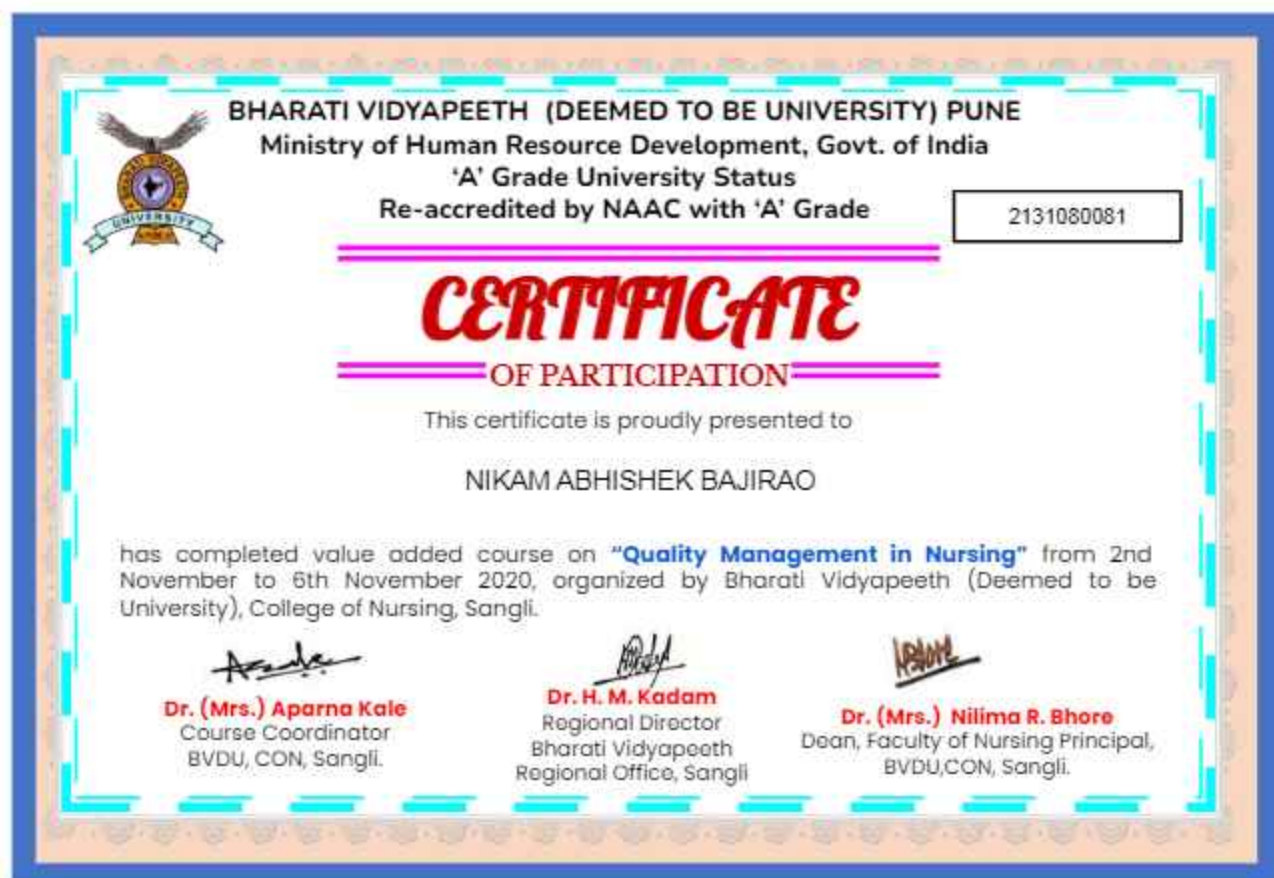 BHARATI VIDYAPEETH (DEEMED TO BE UNIVERSITY) PUNE
Ministry of Human Resource Development, Govt. of India
‘A’ Grade University Status
Re-accredited by NAAC with ‘A’ Grade
2131080081
BHARATI VIDYAPEETH
UNIVERSITY
CERTIFICATE
OF PARTICIPATION
This certificate is proudly presented to
NIKAM ABHISHEK BAJIRAO
has completed value added course on “Quality Management in Nursing” from 2nd
November to 6th November 2020, organized by Bharati Vidyapeeth (Deemed to be
University), College of Nursing, Sangli.
Dr. (Mrs.) Aparna Kale
Course Coordinator
BVDU, CON, Sangli.
Dr. H. M. Kadam
Regional Director
Bharati Vidyapeeth
Regional Office, Sangli
Dr. (Mrs.) Nilima R. Bhore
Dean, Faculty of Nursing Principal,
BVDU,CON, Sangli.